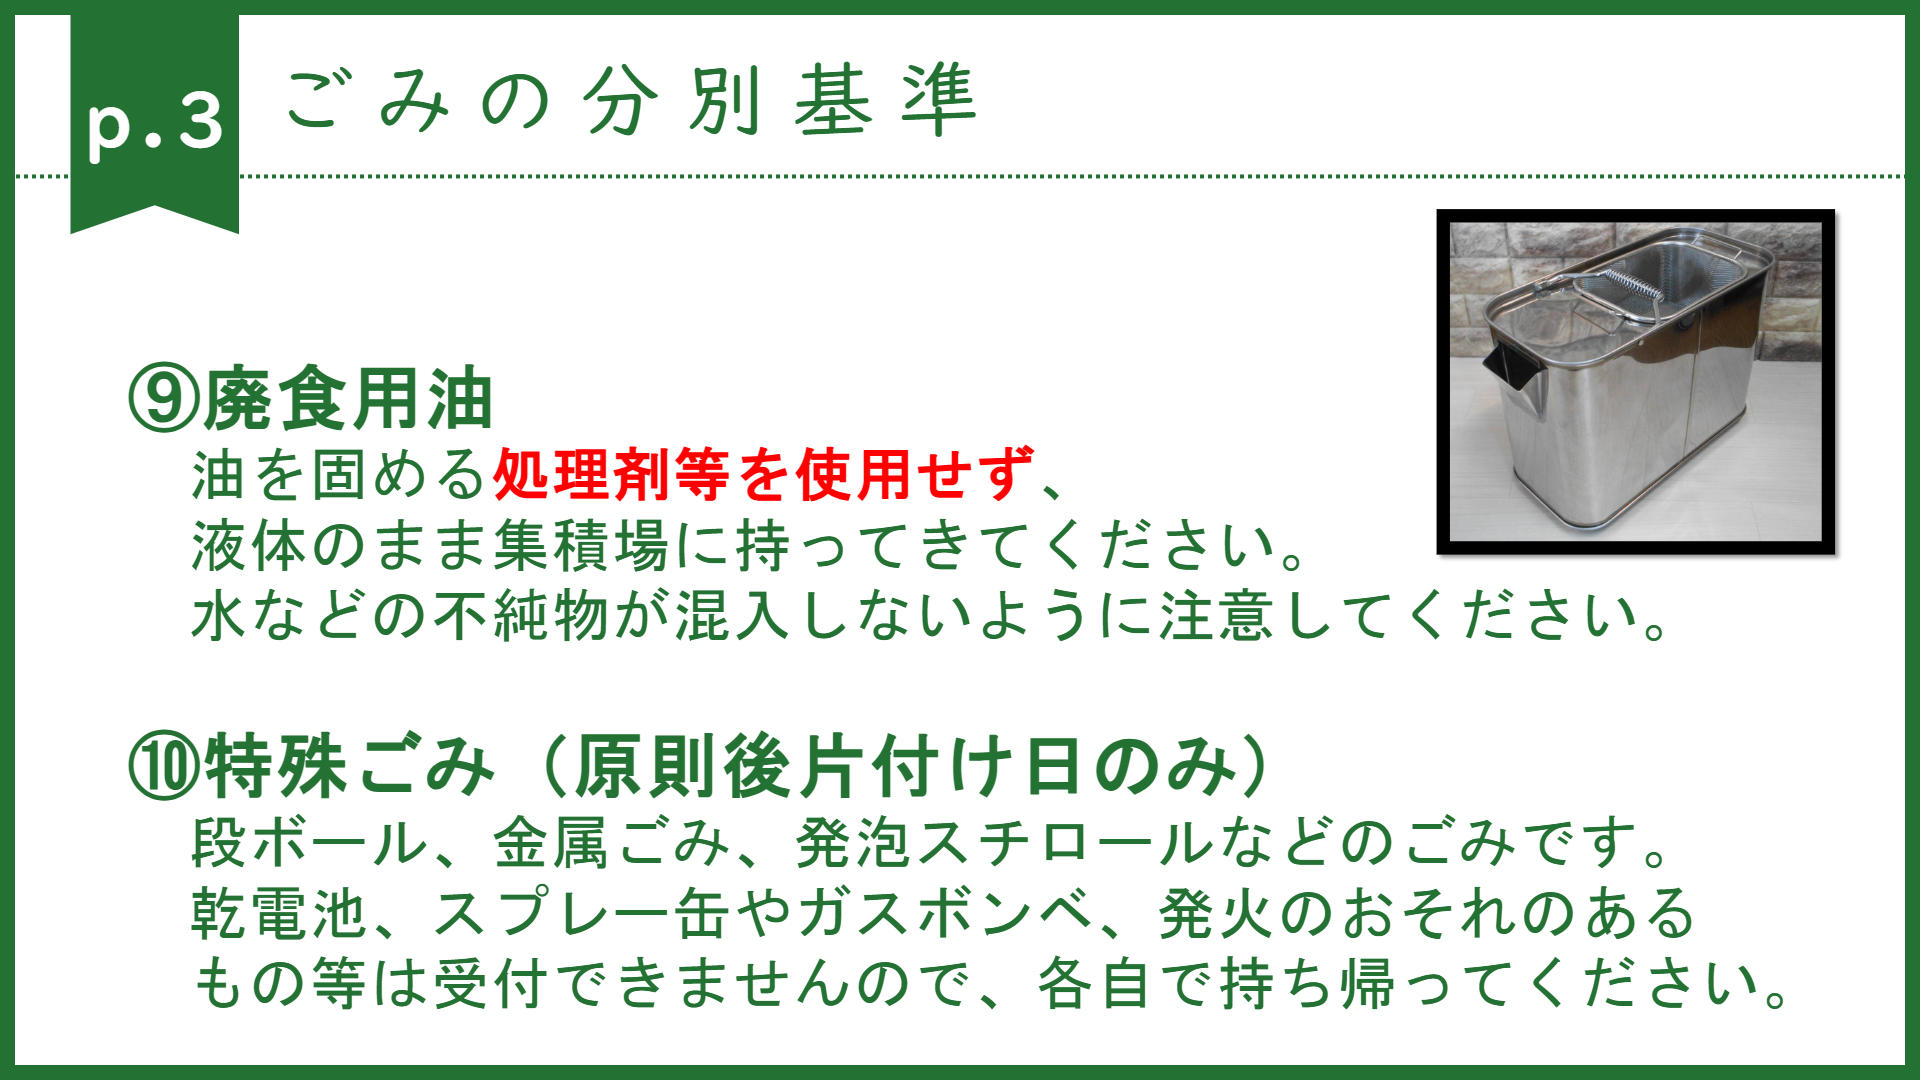 p.3
ごみの分別基準
⑨廃食用油
油を固める処理剤等を使用せず、
液体のまま集積場に持ってきてください。
水などの不純物が混入しないように注意してください。
⑩特殊ごみ（原則後片付け日のみ）
段ボール、金属ごみ、発泡スチロールなどのごみです。
乾電池、スプレー缶やガスボンベ、発火のおそれのある
もの等は受付できませんので、各自で持ち帰ってください。